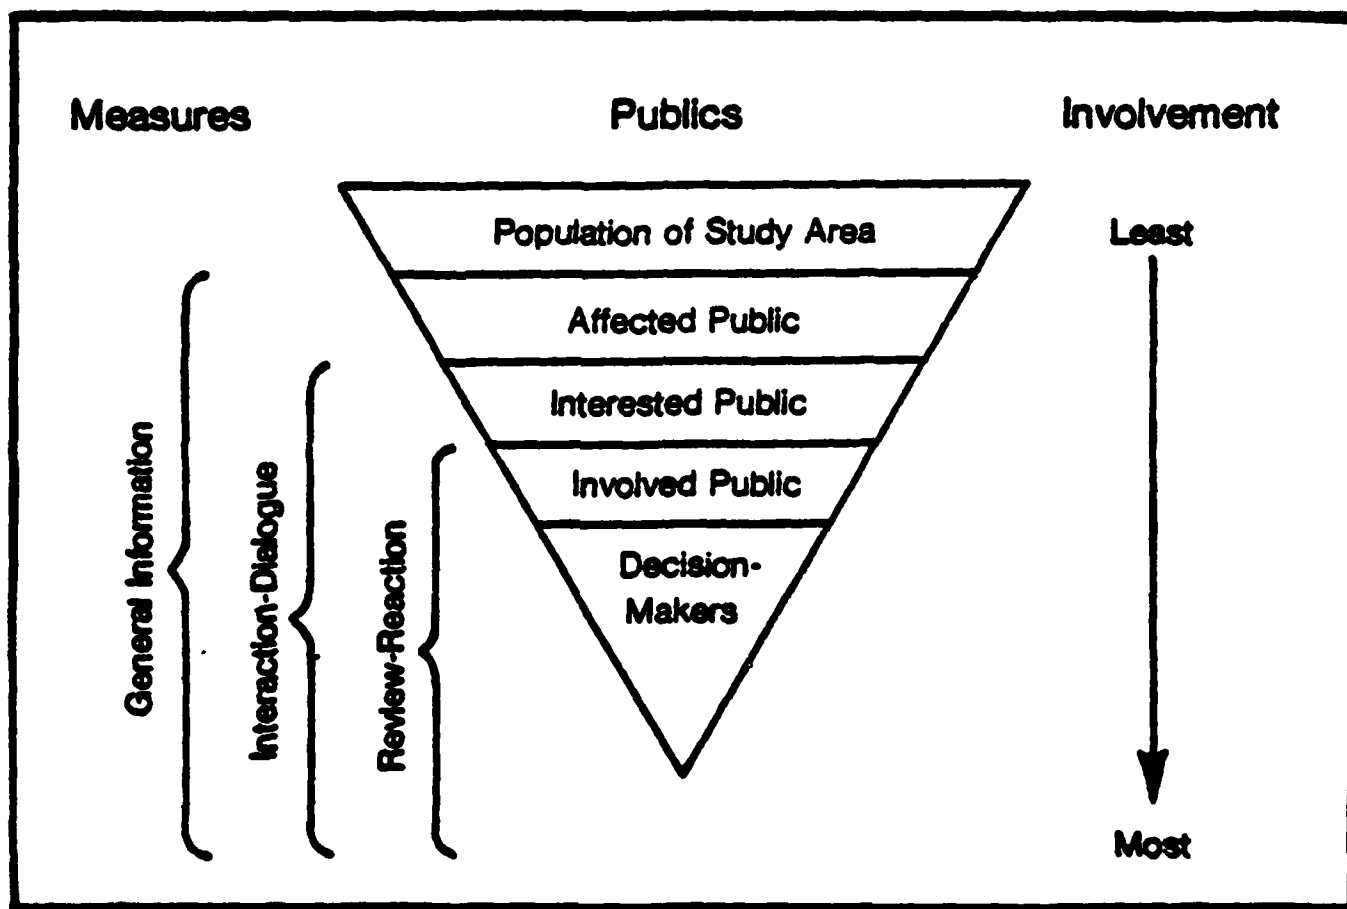 Measures
Publics
Involvement
Population of Study Area
Least
Affected Public
Interested Public
Involved Public
Decision-
Makers
General Information
Interaction-Dialogue
Review-Reaction
Most